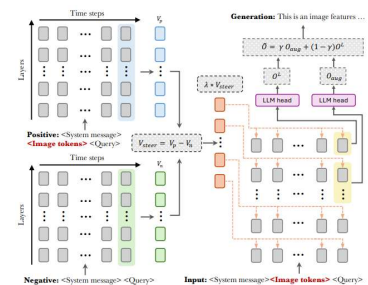 Time steps
V_p
Layers
Positive: <System message>
<Image tokens> <Query>
Time steps
V_n
Layers
Negative: <System message> <Query>
V_steer = V_p − V_n
λ * V_steer
Generation: This is an image features ...
Õ = γ O_aug + (1−γ) O^L
O^L
O_aug
LLM head
LLM head
Input: <System message><Image tokens> <Query>